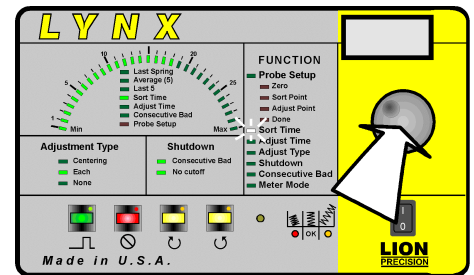 LYNX
1 5 10 20 25
Min Max
Last Spring
Average (5)
Last 5
Sort Time
Adjust Time
Consecutive Bad
Probe Setup
FUNCTION
Probe Setup
Zero
Sort Point
Adjust Point
Done
Sort Time
Adjust Time
Adjust Type
Shutdown
Consecutive Bad
Meter Mode
Adjustment Type
Centering
Each
None
Shutdown
Consecutive Bad
No cutoff
OK
I
0
LION
PRECISION
Made in U.S.A.